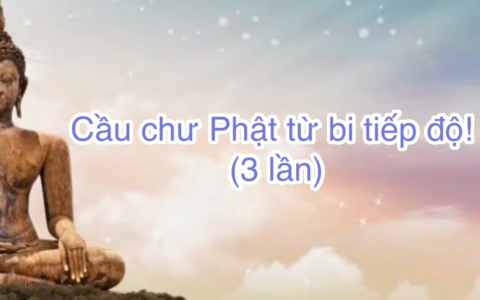 Cầu chư Phật từ bi tiếp độ!
(3 lần)